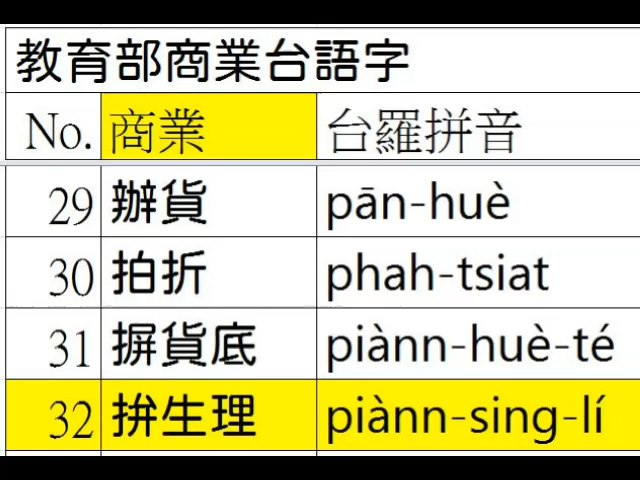 教育部商業台語字
No. 商業 台羅拼音
29 辦貨 pān-huè
30 拍折 phah-tsiat
31 摒貨底 piànn-huè-té
32 拚生理 piànn-sing-lí